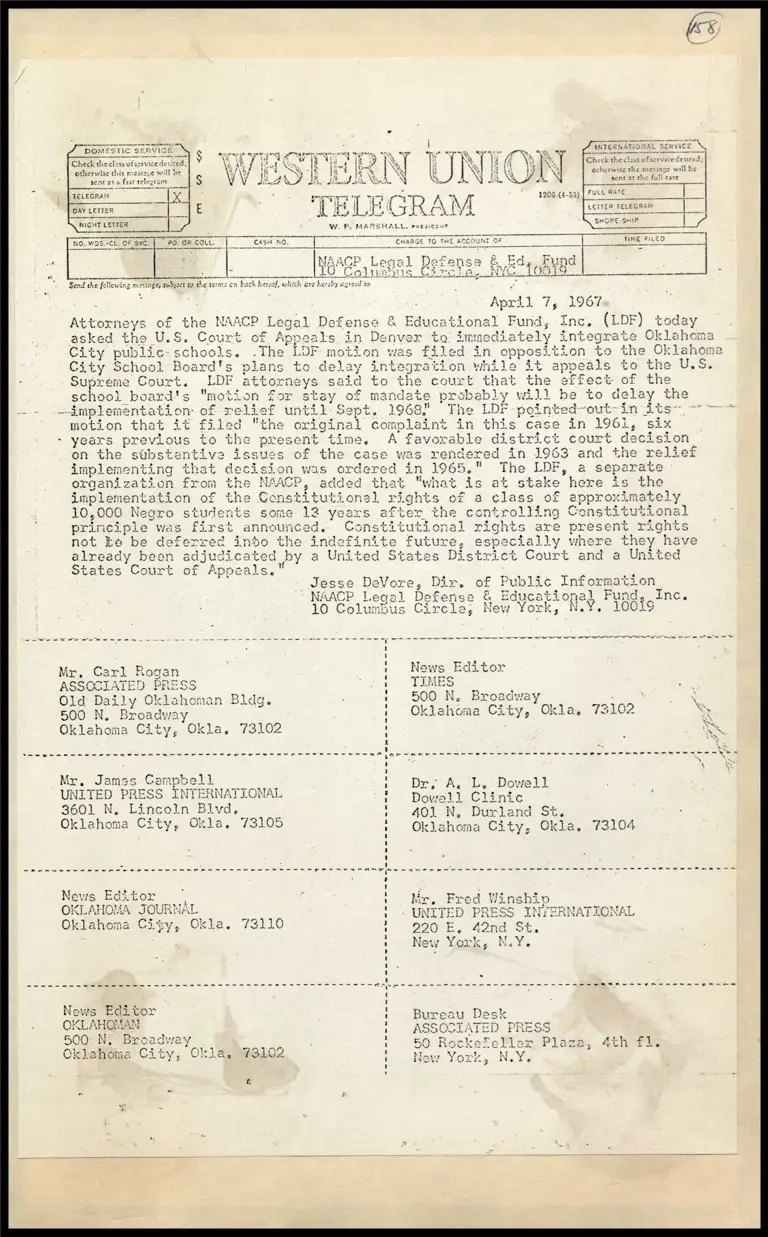 158
DOMESTIC SERVICE
Check the class of service desired;
otherwise this message will be
sent as a fast telegram
TELEGRAM X
DAY LETTER
NIGHT LETTER
$
S
E
WESTERN UNION
TELEGRAM
1206 (4-55)
W. P. MARSHALL, PRESIDENT
INTERNATIONAL SERVICE
Check the class of service desired;
otherwise the message will be
sent at the full rate
FULL RATE
LETTER TELEGRAM
SHORE-SHIP
NO. WDS.-CL. OF SVC. PD. OR COLL. CASH NO. CHARGE TO THE ACCOUNT OF TIME FILED
NAACP Legal Defense & Ed. Fund
10 Columbus Circle, NYC 10019
Send the following message, subject to the terms on back hereof, which are hereby agreed to
April 7, 1967
Attorneys of the NAACP Legal Defense & Educational Fund, Inc. (LDF) today
asked the U.S. Court of Appeals in Denver to immediately integrate Oklahoma
City public schools. The LDF motion was filed in opposition to the Oklahoma
City School Board's plans to delay integration while it appeals to the U.S.
Supreme Court. LDF attorneys said to the court that the effect of the
school board's "motion for stay of mandate probably will be to delay the
implementation of relief until Sept. 1968." The LDF pointed out in its
motion that it filed "the original complaint in this case in 1961, six
years previous to the present time. A favorable district court decision
on the substantive issues of the case was rendered in 1963 and the relief
implementing that decision was ordered in 1965." The LDF, a separate
organization from the NAACP, added that "what is at stake here is the
implementation of the Constitutional rights of a class of approximately
10,000 Negro students some 13 years after the controlling Constitutional
principle was first announced. Constitutional rights are present rights
not to be deferred into the indefinite future, especially where they have
already been adjudicated by a United States District Court and a United
States Court of Appeals."
Jesse DeVore, Dir. of Public Information
NAACP Legal Defense & Educational Fund, Inc.
10 Columbus Circle, New York, N.Y. 10019
Mr. Carl Rogan
ASSOCIATED PRESS
Old Daily Oklahoman Bldg.
500 N. Broadway
Oklahoma City, Okla. 73102
News Editor
TIMES
500 N. Broadway
Oklahoma City, Okla. 73102
Mr. James Campbell
UNITED PRESS INTERNATIONAL
3601 N. Lincoln Blvd.
Oklahoma City, Okla. 73105
Dr. A. L. Dowell
Dowell Clinic
401 N. Durland St.
Oklahoma City, Okla. 73104
News Editor
OKLAHOMA JOURNAL
Oklahoma City, Okla. 73110
Mr. Fred Winship
UNITED PRESS INTERNATIONAL
220 E. 42nd St.
New York, N.Y.
News Editor
OKLAHOMAN
500 N. Broadway
Oklahoma City, Okla. 73102
Bureau Desk
ASSOCIATED PRESS
50 Rockefeller Plaza, 4th fl.
New York, N.Y.